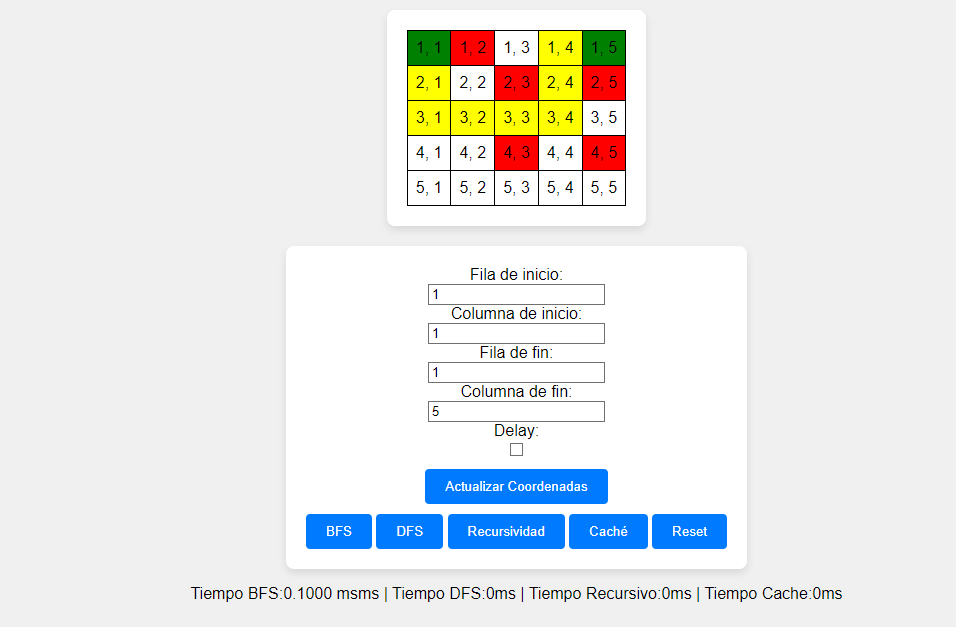 1, 1 1, 2 1, 3 1, 4 1, 5
2, 1 2, 2 2, 3 2, 4 2, 5
3, 1 3, 2 3, 3 3, 4 3, 5
4, 1 4, 2 4, 3 4, 4 4, 5
5, 1 5, 2 5, 3 5, 4 5, 5
Fila de inicio:
1
Columna de inicio:
1
Fila de fin:
1
Columna de fin:
5
Delay:
Actualizar Coordenadas
BFS DFS Recursividad Caché Reset
Tiempo BFS:0.1000 msms | Tiempo DFS:0ms | Tiempo Recursivo:0ms | Tiempo Cache:0ms